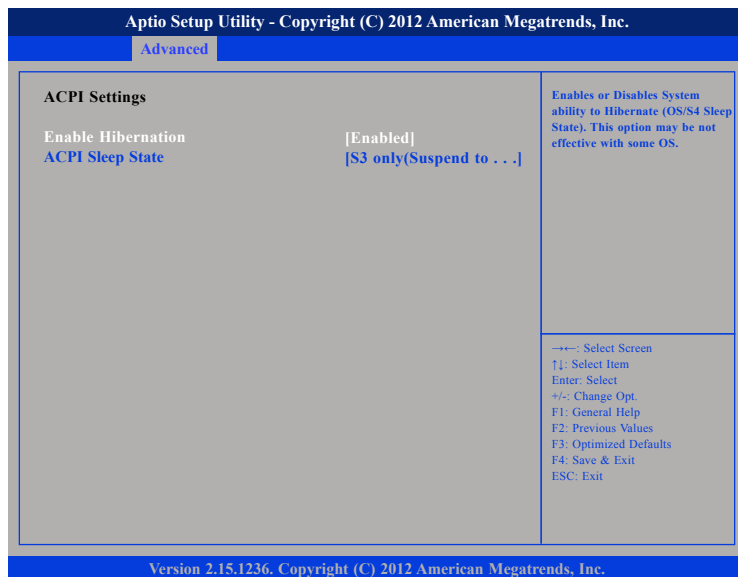 Aptio Setup Utility - Copyright (C) 2012 American Megatrends, Inc.
Advanced
ACPI Settings
Enable Hibernation [Enabled]
ACPI Sleep State [S3 only(Suspend to . . .]
Enables or Disables System
ability to Hibernate (OS/S4 Sleep
State). This option may be not
effective with some OS.
→←: Select Screen
↑↓: Select Item
Enter: Select
+/-: Change Opt.
F1: General Help
F2: Previous Values
F3: Optimized Defaults
F4: Save & Exit
ESC: Exit
Version 2.15.1236. Copyright (C) 2012 American Megatrends, Inc.